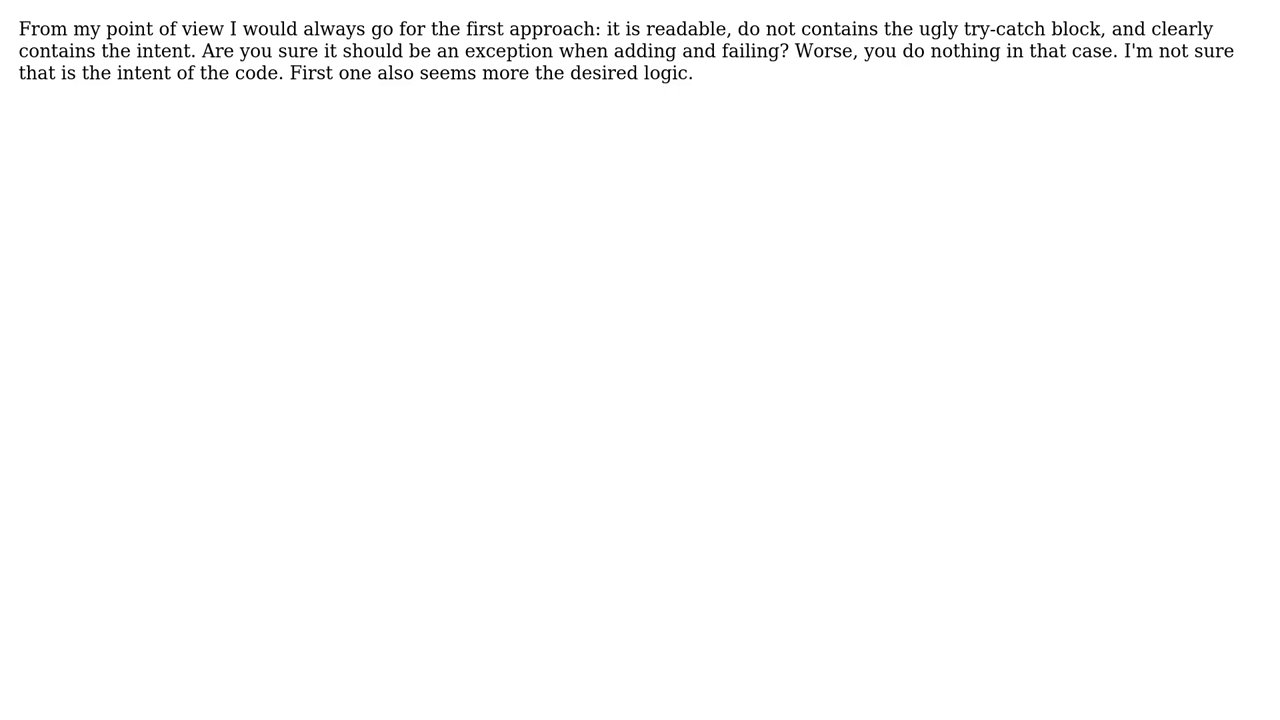 From my point of view I would always go for the first approach: it is readable, do not contains the ugly try-catch block, and clearly
contains the intent. Are you sure it should be an exception when adding and failing? Worse, you do nothing in that case. I'm not sure
that is the intent of the code. First one also seems more the desired logic.